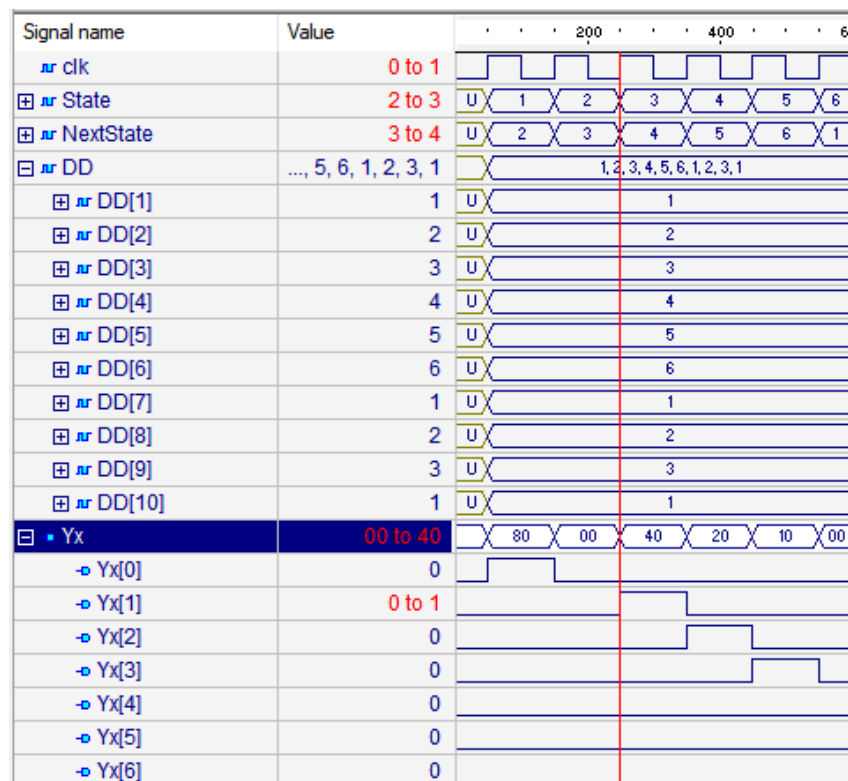 Signal name Value 200 400 6
clk 0 to 1
State 2 to 3 U 1 2 3 4 5 6
NextState 3 to 4 U 2 3 4 5 6 1
DD ..., 5, 6, 1, 2, 3, 1 1, 2, 3, 4, 5, 6, 1, 2, 3, 1
DD[1] 1 U 1
DD[2] 2 U 2
DD[3] 3 U 3
DD[4] 4 U 4
DD[5] 5 U 5
DD[6] 6 U 6
DD[7] 1 U 1
DD[8] 2 U 2
DD[9] 3 U 3
DD[10] 1 U 1
Yx 00 to 40 80 00 40 20 10 00
Yx[0] 0
Yx[1] 0 to 1
Yx[2] 0
Yx[3] 0
Yx[4] 0
Yx[5] 0
Yx[6] 0